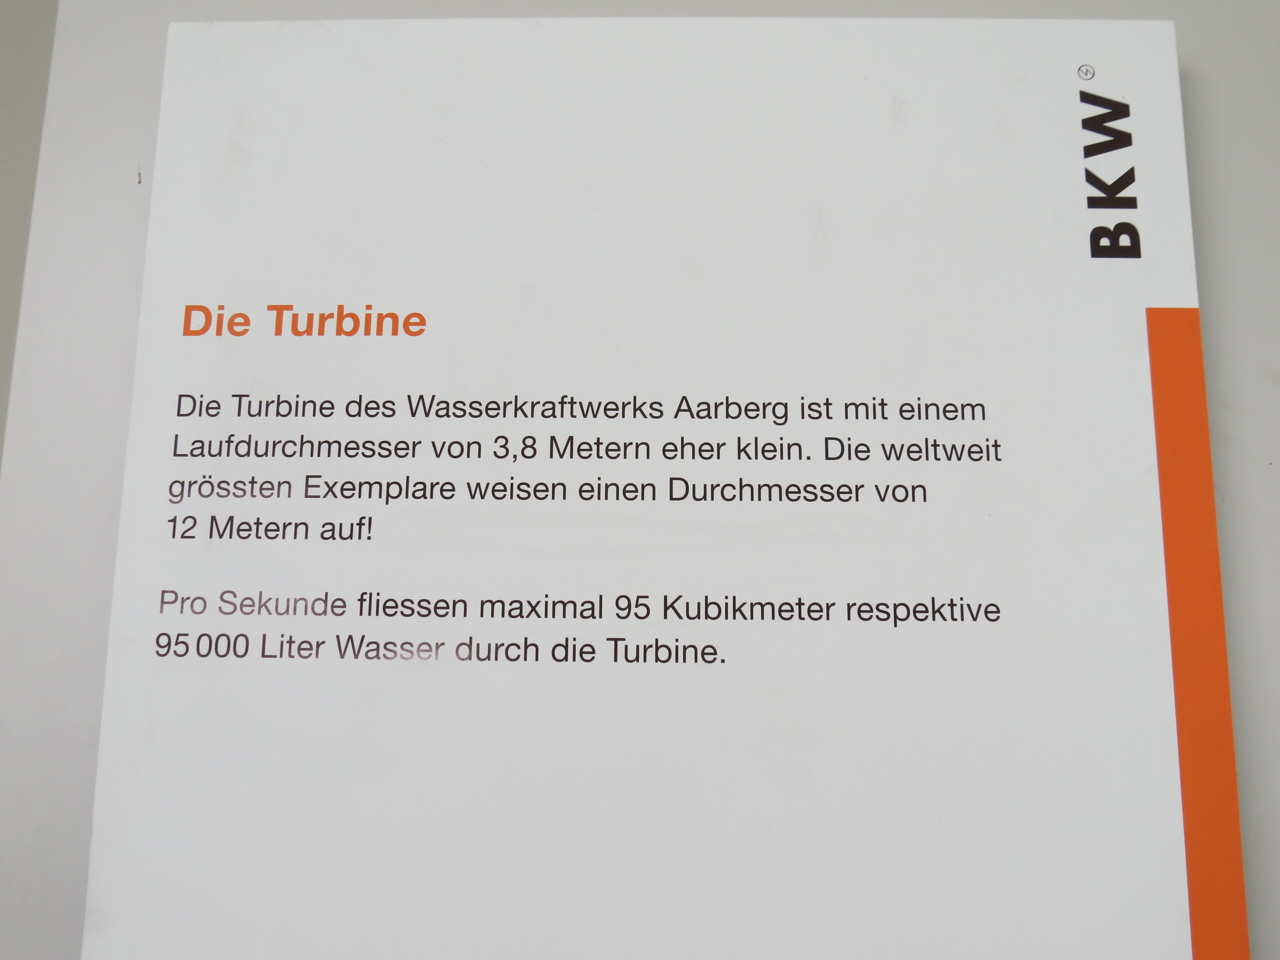 BKW
Die Turbine
Die Turbine des Wasserkraftwerks Aarberg ist mit einem
Laufdurchmesser von 3,8 Metern eher klein. Die weltweit
grössten Exemplare weisen einen Durchmesser von
12 Metern auf!
Pro Sekunde fliessen maximal 95 Kubikmeter respektive
95 000 Liter Wasser durch die Turbine.